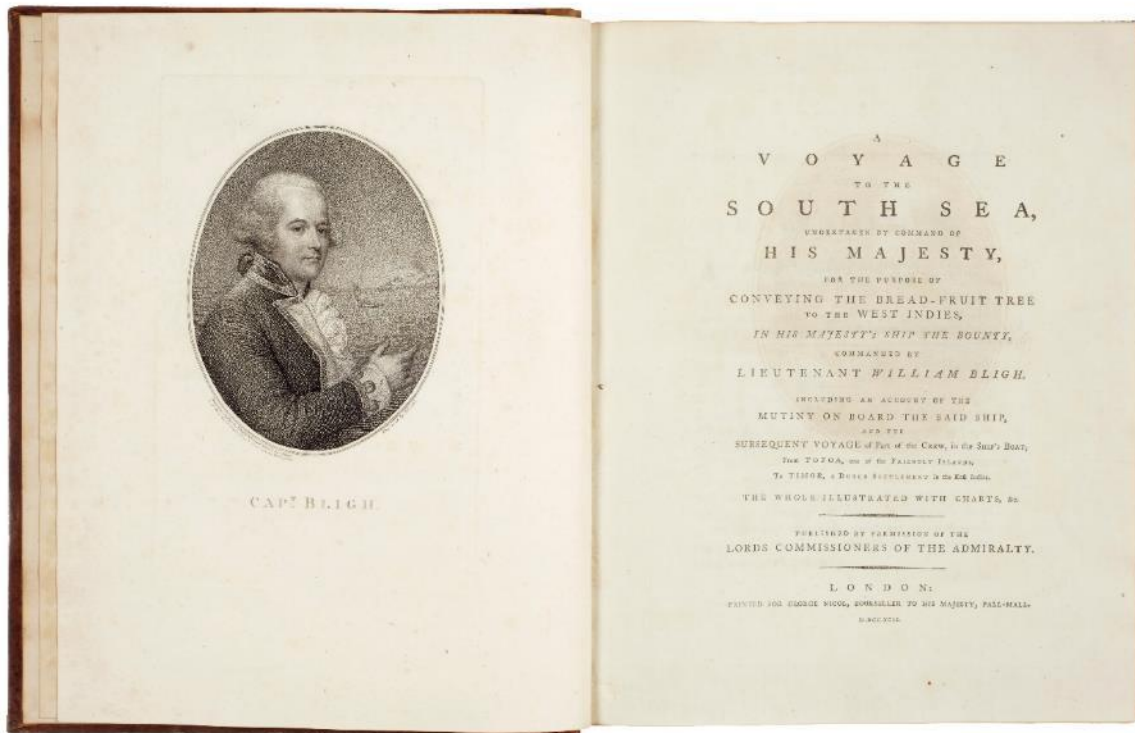 CAPT. BLIGH.
A
VOYAGE
TO THE
SOUTH SEA,
UNDERTAKEN BY COMMAND OF
HIS MAJESTY,
FOR THE PURPOSE OF
CONVEYING THE BREAD-FRUIT TREE
TO THE WEST INDIES,
IN HIS MAJESTY's SHIP THE BOUNTY,
COMMANDED BY
LIEUTENANT WILLIAM BLIGH.
INCLUDING AN ACCOUNT OF THE
MUTINY ON BOARD THE SAID SHIP,
AND THE
SUBSEQUENT VOYAGE of Part of the CREW, in the SHIP's BOAT,
From TOFOA, one of the FRIENDLY ISLANDS,
To TIMOR, a DUTCH SETTLEMENT in the East Indies.
THE WHOLE ILLUSTRATED WITH CHARTS, &c.
PUBLISHED BY PERMISSION OF THE
LORDS COMMISSIONERS OF THE ADMIRALTY.
LONDON:
PRINTED FOR GEORGE NICOL, BOOKSELLER TO HIS MAJESTY, PALL-MALL.
M.DCC.XCII.